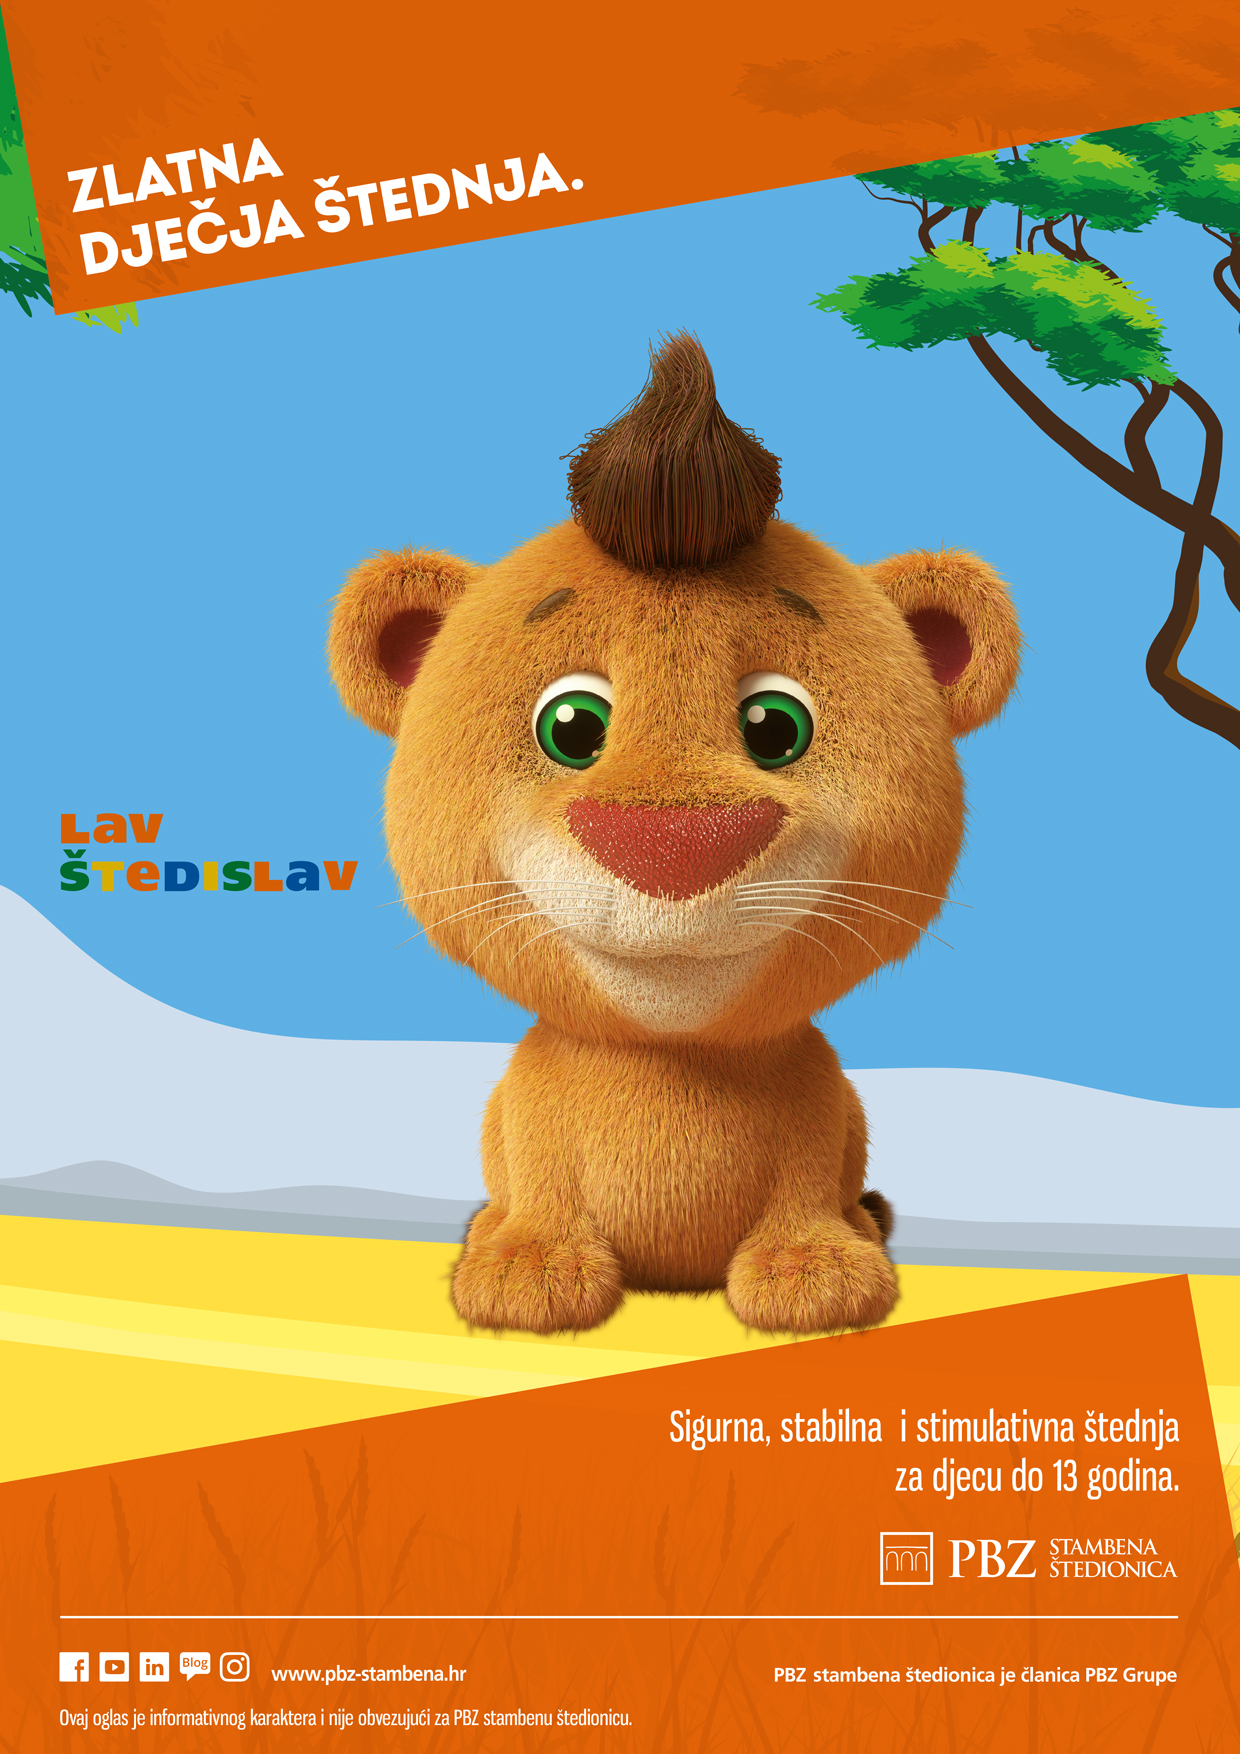 ZLATNA
DJEČJA ŠTEDNJA.
Lav
ŠTeDISLav
Sigurna, stabilna i stimulativna štednja
za djecu do 13 godina.
PBZ STAMBENA
ŠTEDIONICA
Blog
www.pbz-stambena.hr
PBZ stambena štedionica je članica PBZ Grupe
Ovaj oglas je informativnog karaktera i nije obvezujući za PBZ stambenu štedionicu.